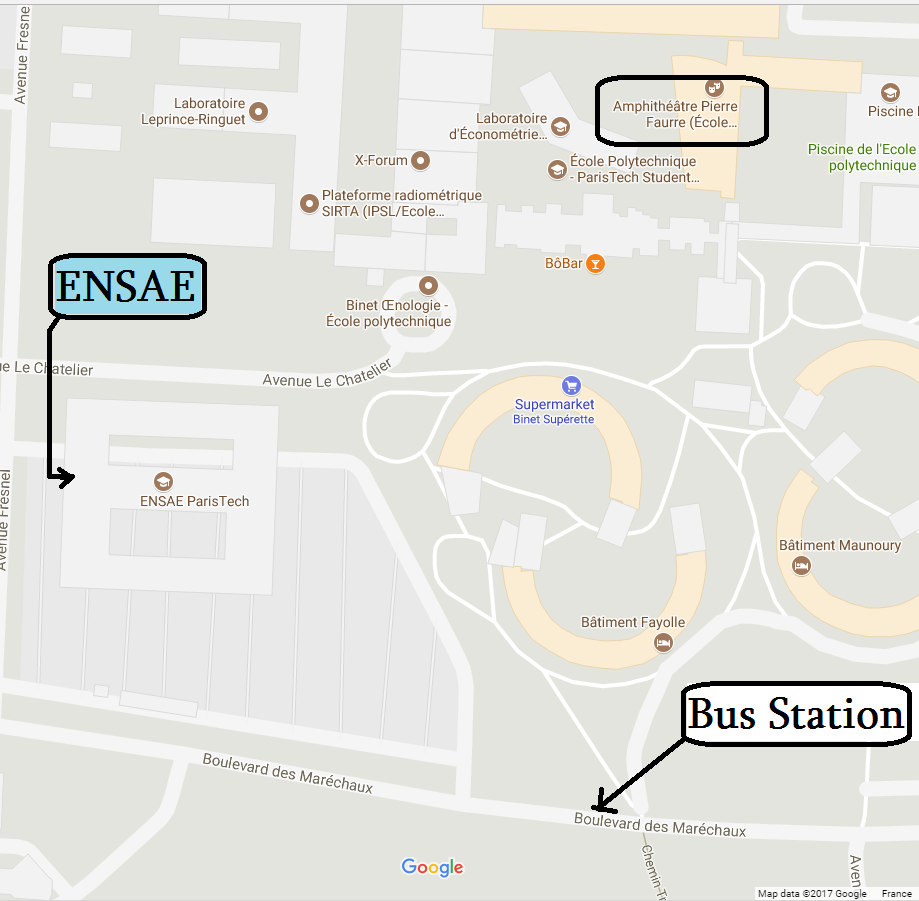 Avenue Fresne
Laboratoire
Leprince-Ringuet
Laboratoire
d'Économétrie...
Amphithéâtre Pierre
Faurre (École...
Piscine
Piscine de l'Ecole
polytechnique
X-Forum
École Polytechnique
- ParisTech Student...
Plateforme radiométrique
SIRTA (IPSL/Ecole...
BôBar
ENSAE
Binet Œnologie -
École polytechnique
ue Le Chatelier
Avenue Le Chatelier
Supermarket
Binet Supérette
ENSAE ParisTech
Avenue Fresnel
Bâtiment Maunoury
Bâtiment Fayolle
Bus Station
Boulevard des Maréchaux
Boulevard des Maréchaux
Chemin-Tr
Aven
Google
Map data ©2017 Google France